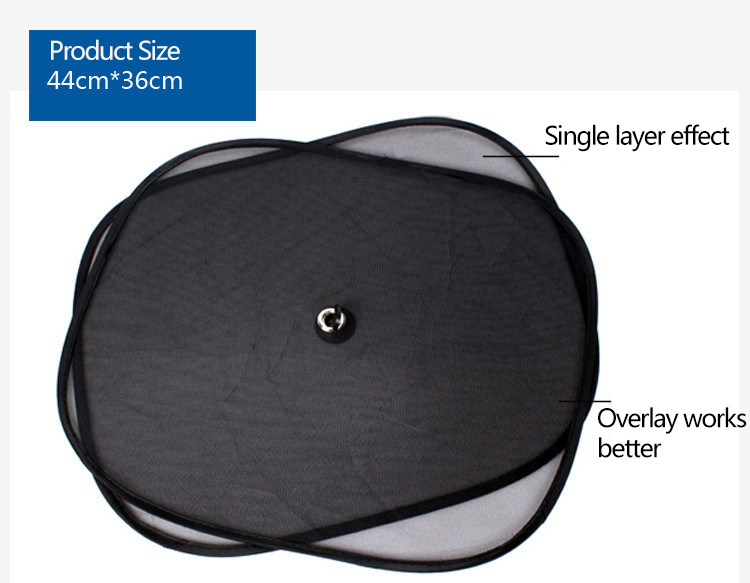 Product Size
44cm*36cm
Single layer effect
Overlay works
better